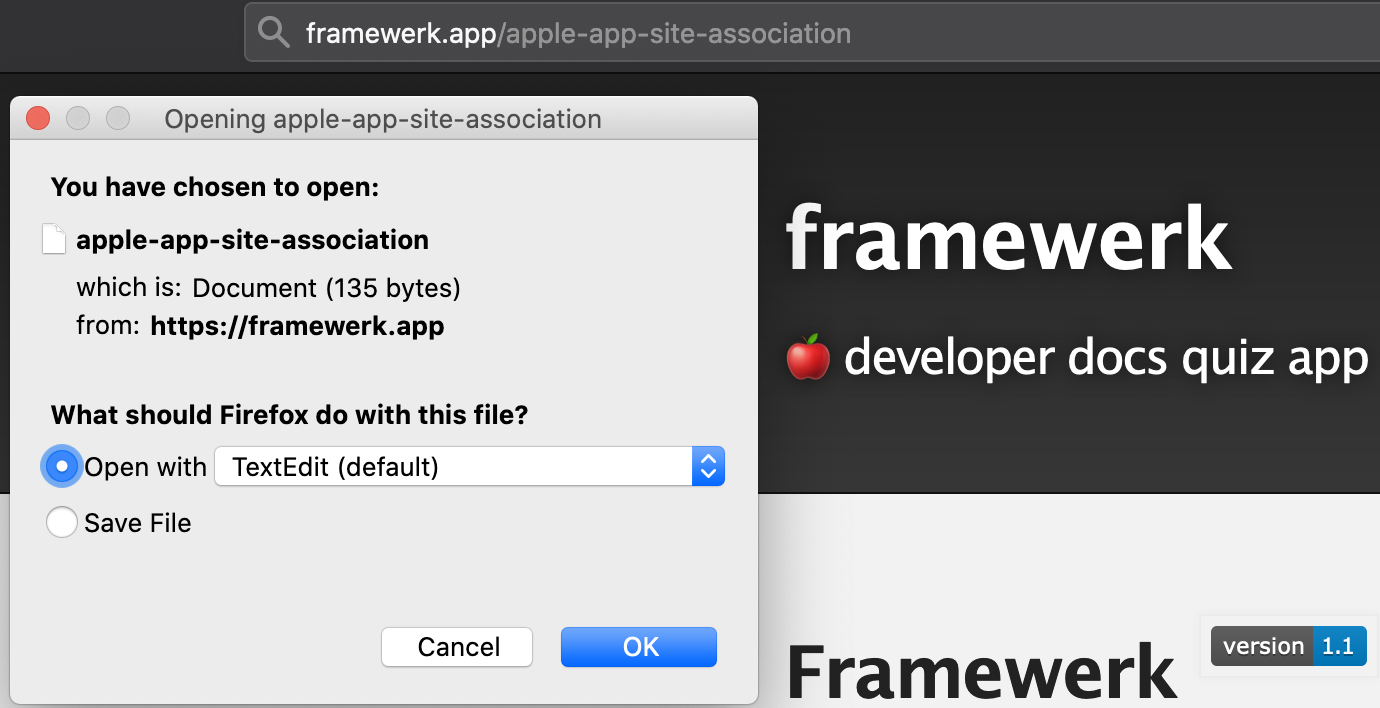 framewerk.app/apple-app-site-association
Opening apple-app-site-association
You have chosen to open:
apple-app-site-association
which is: Document (135 bytes)
from: https://framewerk.app
What should Firefox do with this file?
Open with TextEdit (default)
Save File
Cancel OK
framewerk
developer docs quiz app
Framewerk
version 1.1